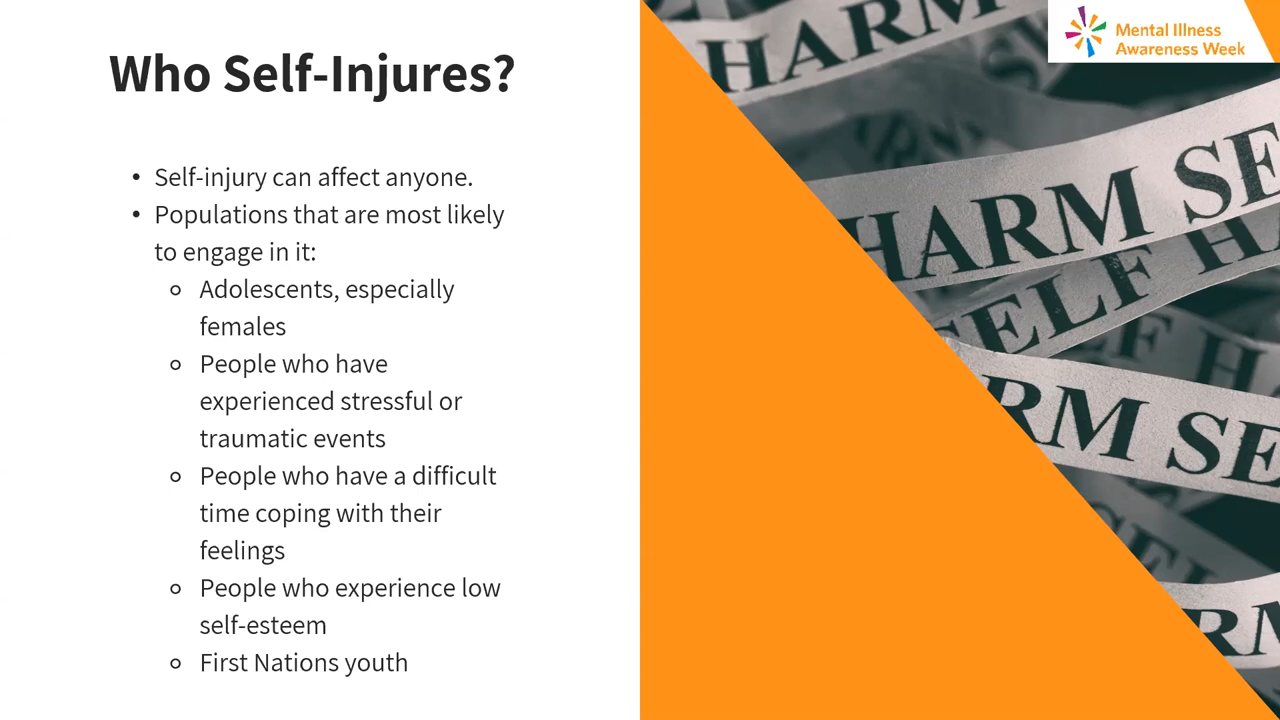 Who Self-Injures?
• Self-injury can affect anyone.
• Populations that are most likely
to engage in it:
Adolescents, especially
females
People who have
experienced stressful or
traumatic events
People who have a difficult
time coping with their
feelings
People who experience low
self-esteem
First Nations youth
Mental Illness
Awareness Week
HARM
HARM SE
SELF HA
RM SE